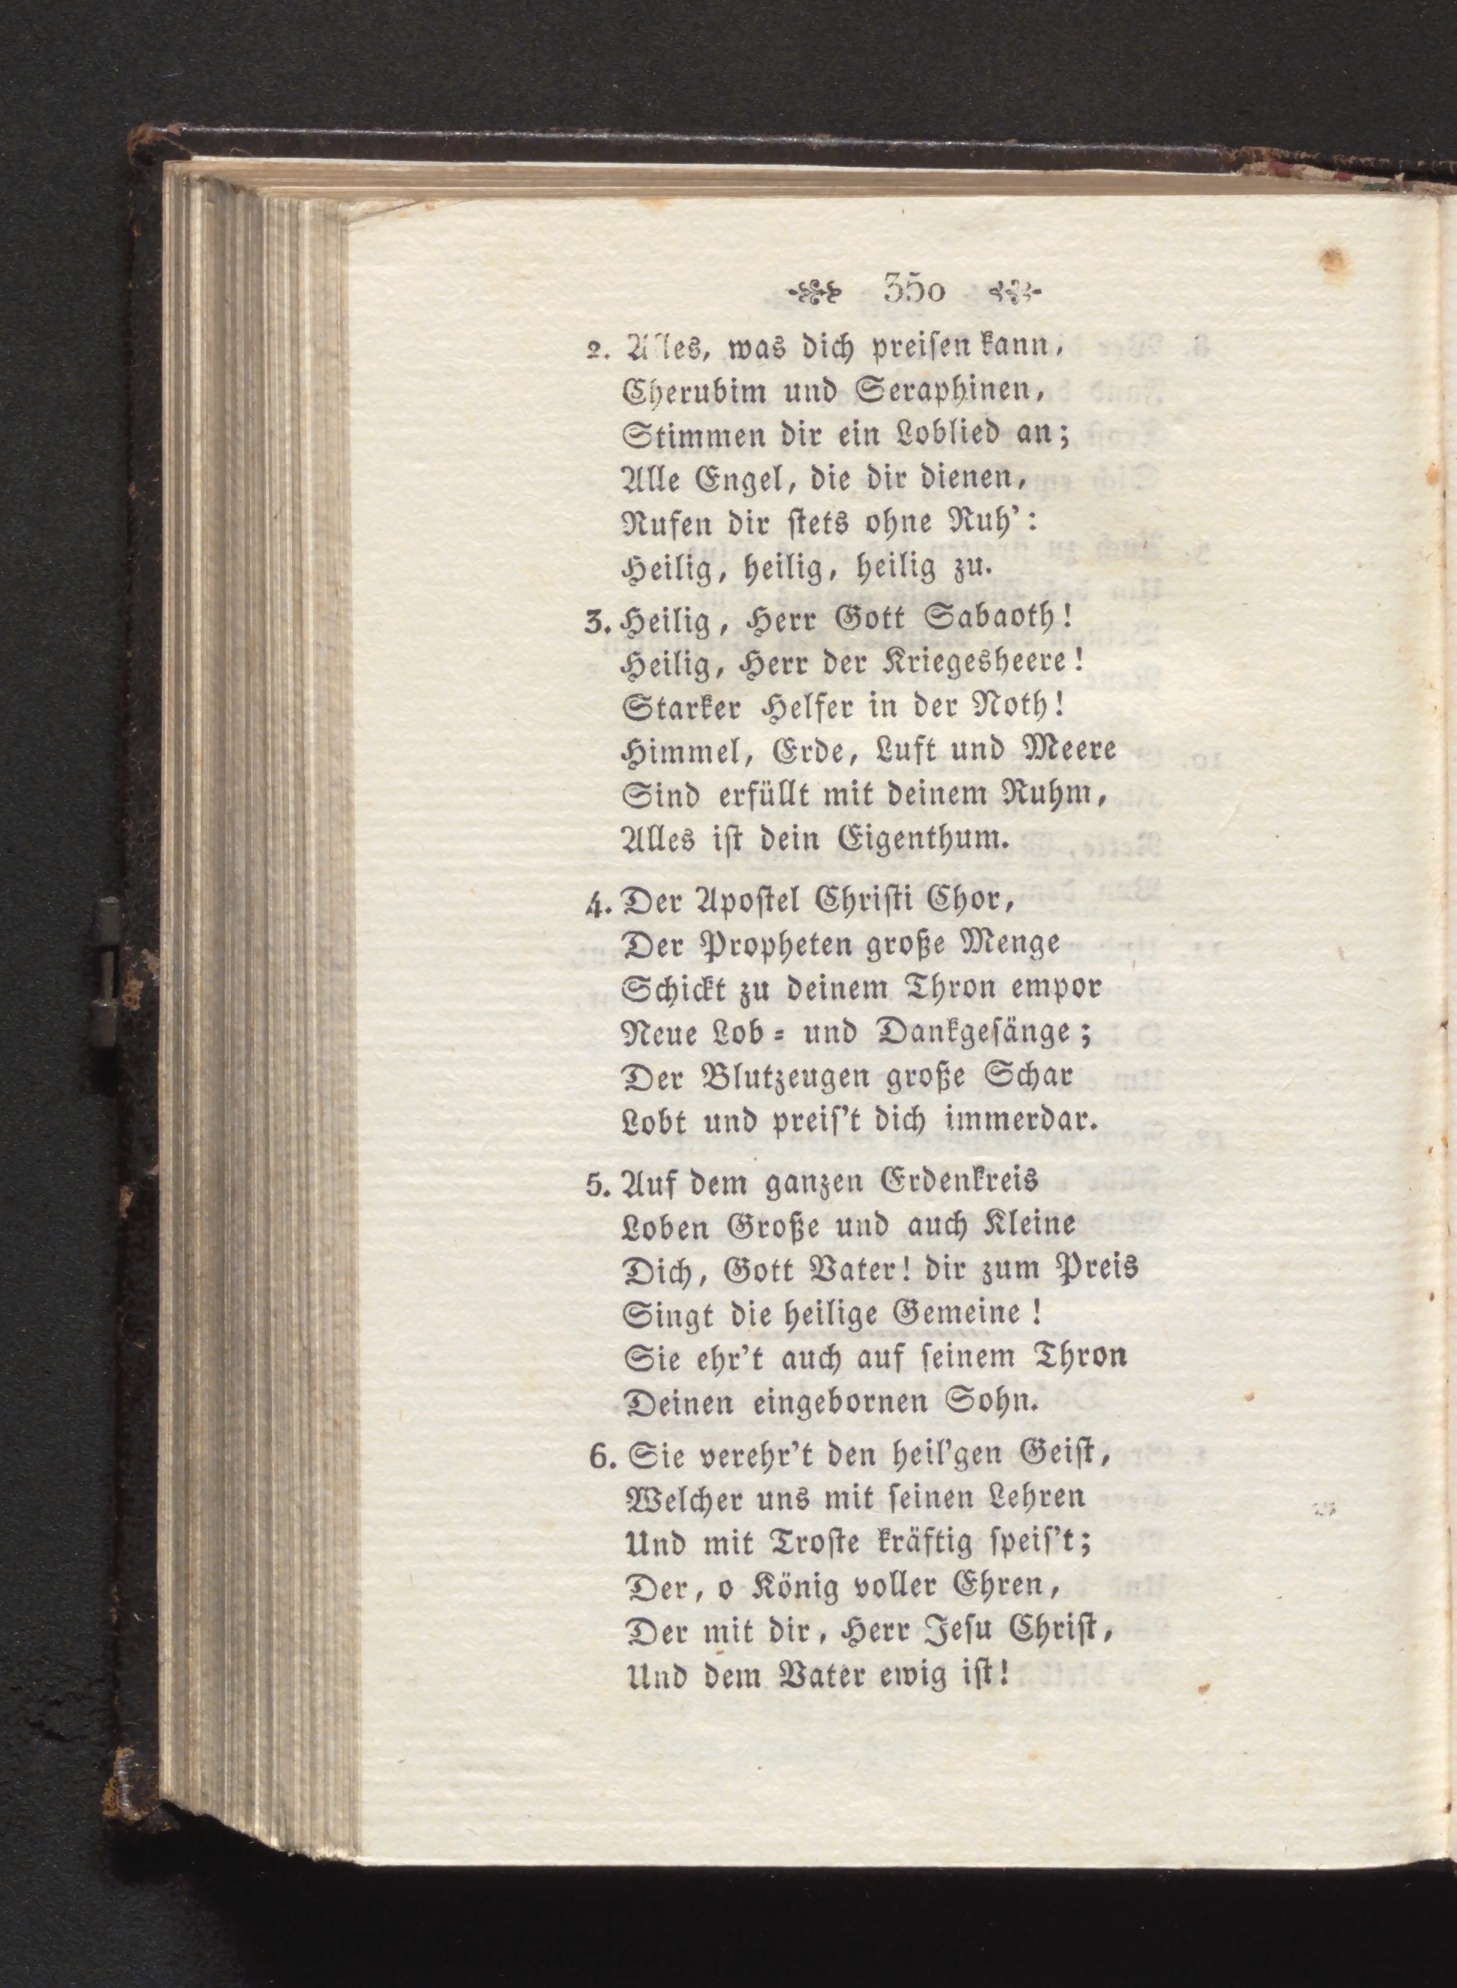 350
2. Alles, was dich preiſen kann,
Cherubim und Seraphinen,
Stimmen dir ein Loblied an;
Alle Engel, die dir dienen,
Rufen dir ſtets ohne Ruh’:
Heilig, heilig, heilig zu.
3. Heilig, Herr Gott Sabaoth!
Heilig, Herr der Kriegesheere!
Starker Helfer in der Noth!
Himmel, Erde, Luft und Meere
Sind erfüllt mit deinem Ruhm,
Alles iſt dein Eigenthum.
4. Der Apoſtel Chriſti Chor,
Der Propheten große Menge
Schickt zu deinem Thron empor
Neue Lob⸗ und Dankgeſänge;
Der Blutzeugen große Schar
Lobt und preiſ’t dich immerdar.
5. Auf dem ganzen Erdenkreis
Loben Große und auch Kleine
Dich, Gott Vater! dir zum Preis
Singt die heilige Gemeine!
Sie ehr’t auch auf ſeinem Thron
Deinen eingebornen Sohn.
6. Sie verehr’t den heil’gen Geiſt,
Welcher uns mit ſeinen Lehren
Und mit Troſte kräftig ſpeiſ’t;
Der, o König voller Ehren,
Der mit dir, Herr Jeſu Chriſt,
Und dem Vater ewig iſt!